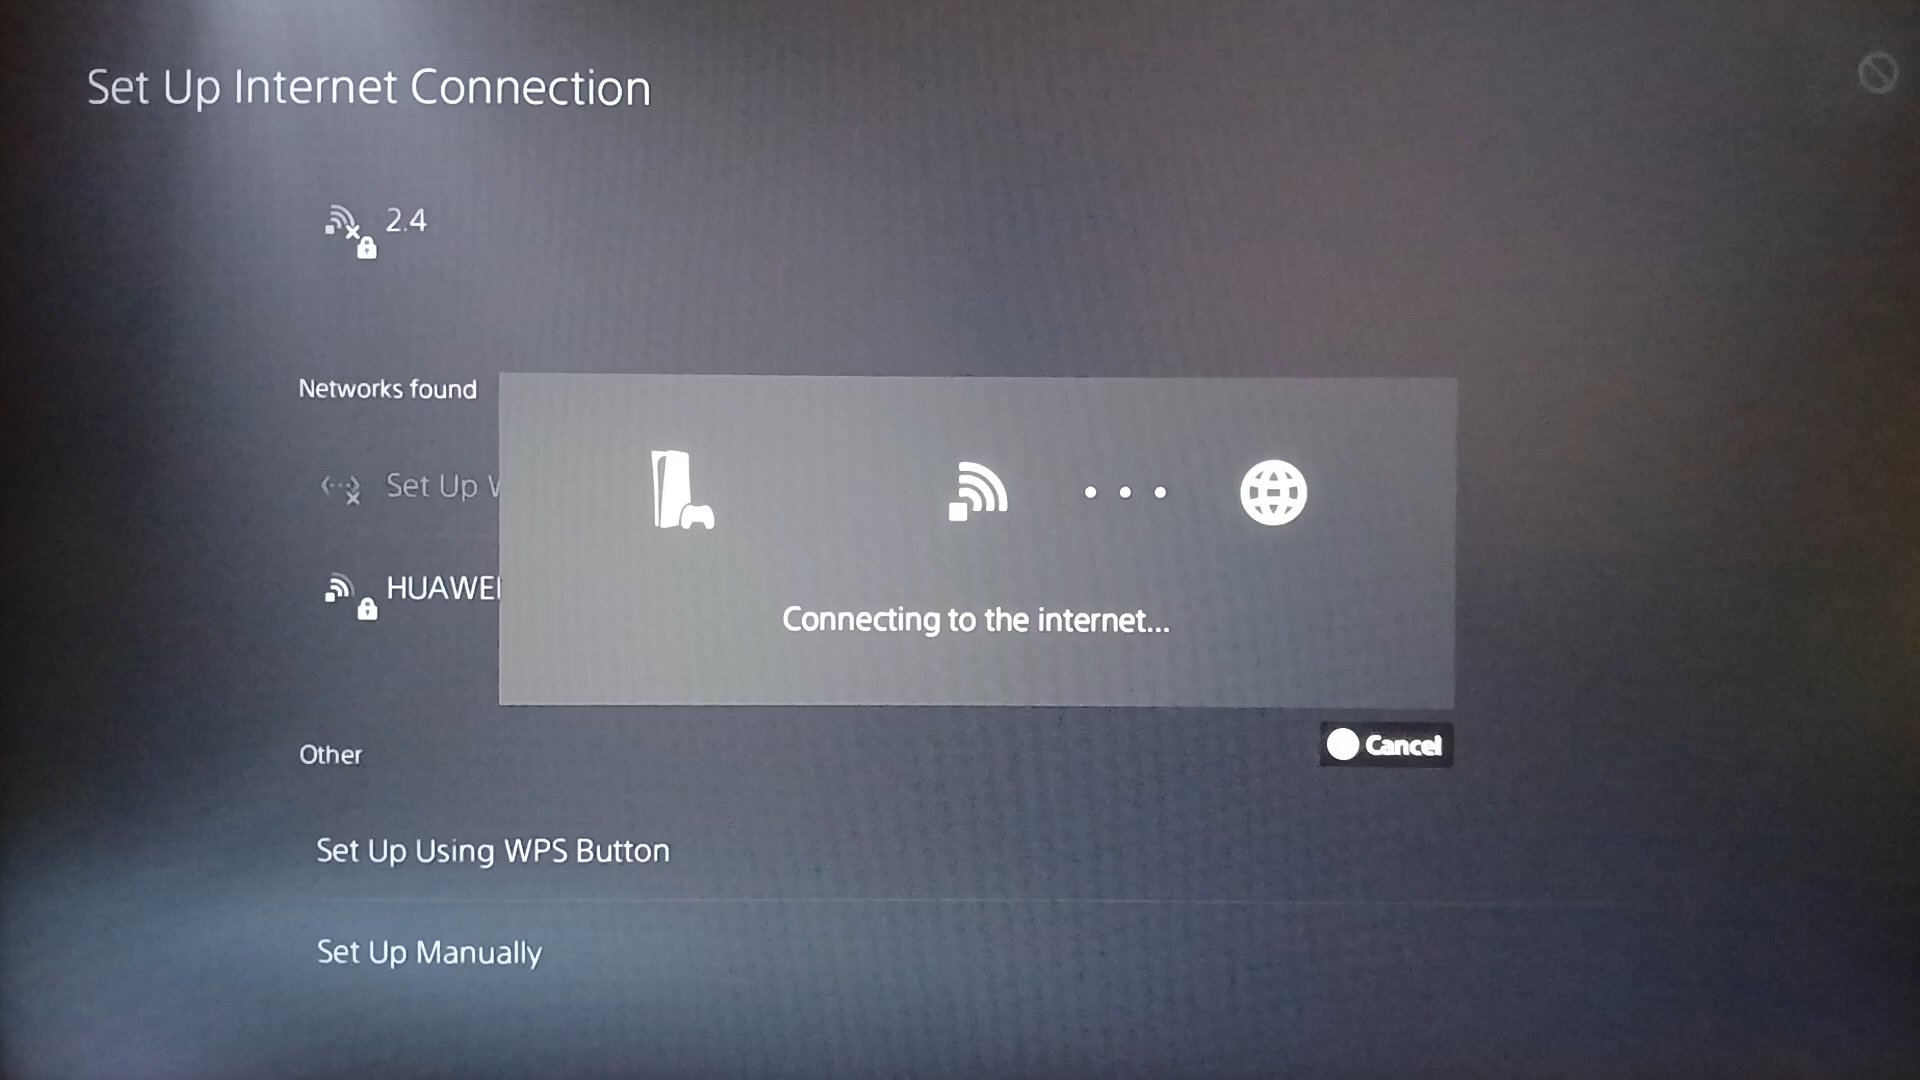 Set Up Internet Connection
2.4
Networks found
Set Up
HUAWEI
Connecting to the internet...
Cancel
Other
Set Up Using WPS Button
Set Up Manually